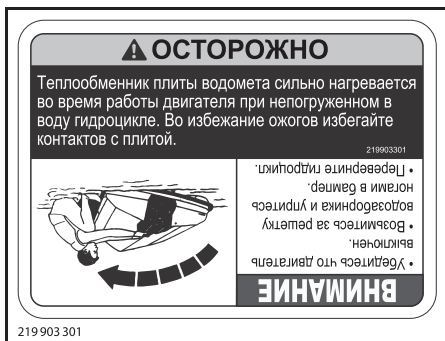 ОСТОРОЖНО
Теплообменник плиты водомета сильно нагревается
во время работы двигателя при непогруженном в
воду гидроцикле. Во избежание ожогов избегайте
контактов с плитой.
219903301
ВНИМАНИЕ
• Убедитесь что двигатель
выключен.
• Возмитесь за решетку
водозаборника и упритесь
ногами в бампер.
• Переверните гидроцикл.
219 903 301